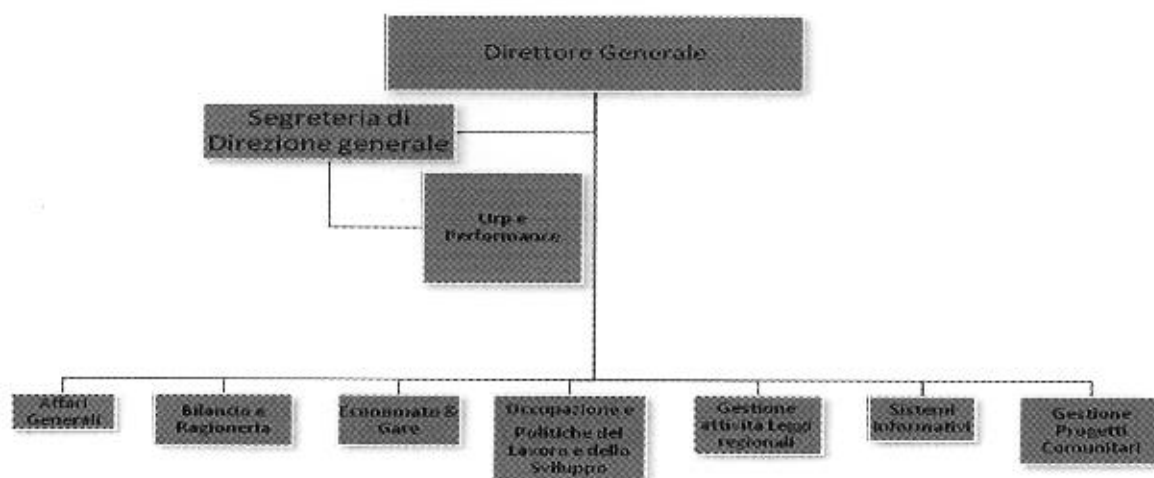 Direttore Generale
Segreteria di
Direzione generale
Urp e
Performance
Affari
Generali
Bilancio e
Ragioneria
Economato &
Gare
Occupazione e
Politiche del
Lavoro e dello
Sviluppo
Gestione
attività Leggi
regionali
Sistemi
Informativi
Gestione
Progetti
Comunitari